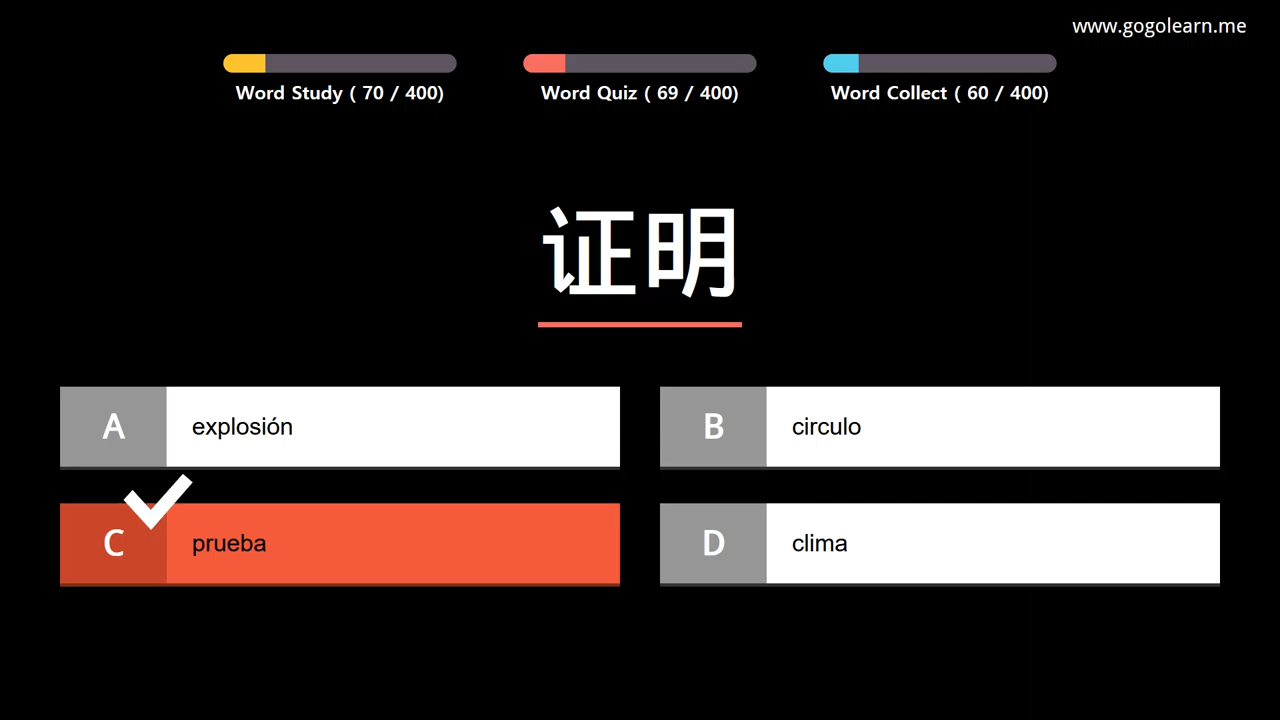 www.gogolearn.me
Word Study ( 70 / 400)
Word Quiz ( 69 / 400)
Word Collect ( 60 / 400)
证明
A explosión
B circulo
C prueba
D clima